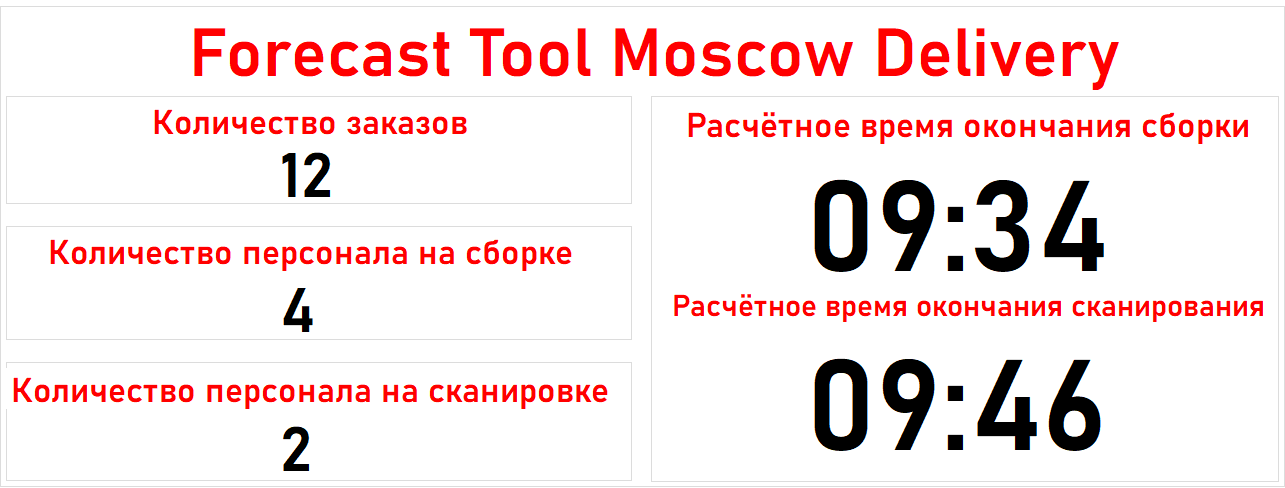 Forecast Tool Moscow Delivery
Количество заказов
12
Количество персонала на сборке
4
Количество персонала на сканировке
2
Расчётное время окончания сборки
09:34
Расчётное время окончания сканирования
09:46